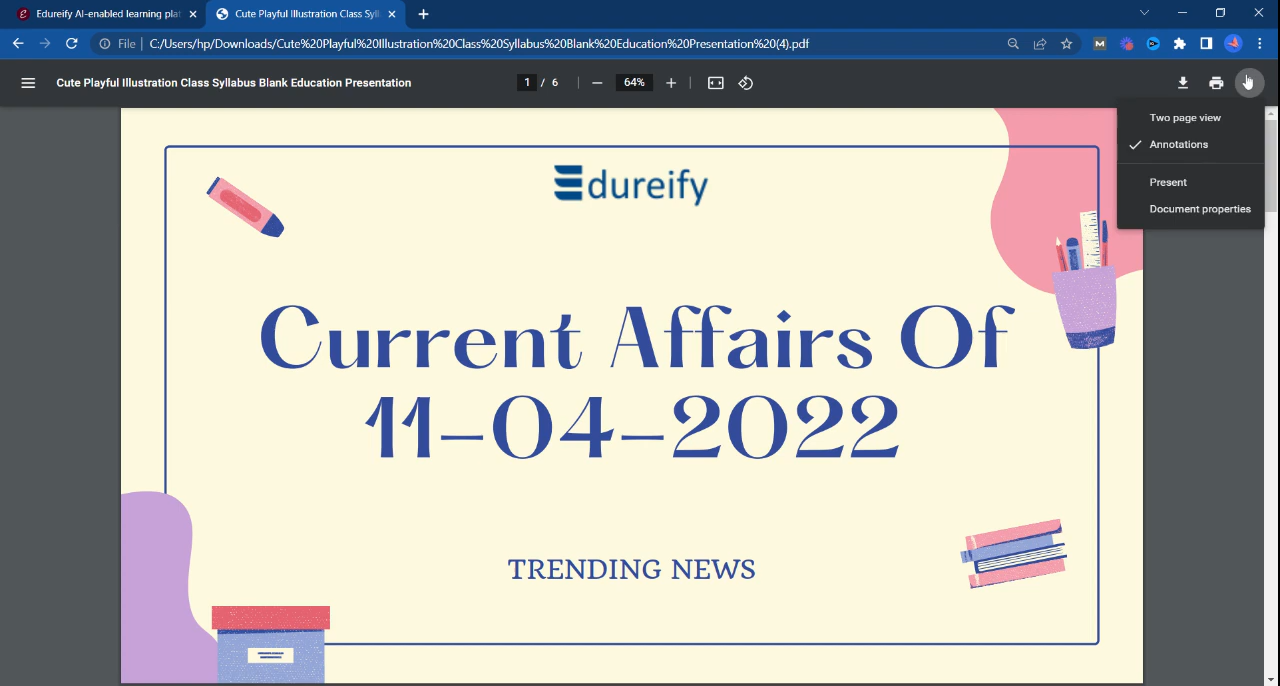 Edureify AI-enabled learning plat
Cute Playful Illustration Class Syll
File
C:/Users/hp/Downloads/Cute%20Playful%20Illustration%20Class%20Syllabus%20Blank%20Education%20Presentation%20(4).pdf
Cute Playful Illustration Class Syllabus Blank Education Presentation
1 / 6
64%
Two page view
Annotations
Present
Document properties
Edureify
Current Affairs Of
11-04-2022
TRENDING NEWS